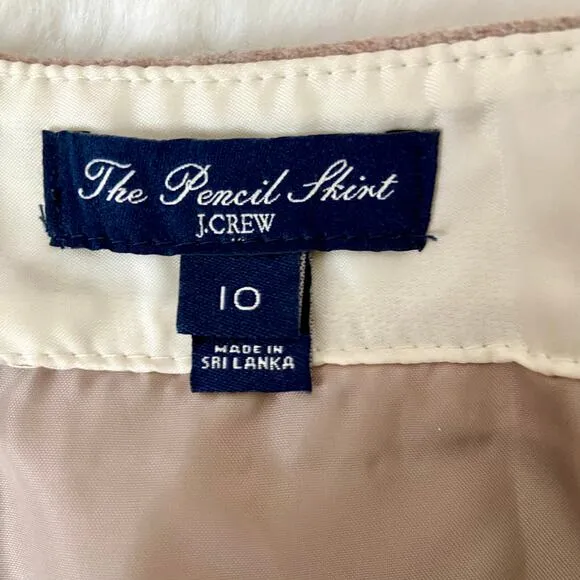 The Pencil Skirt
J.CREW
10
MADE IN
SRI LANKA